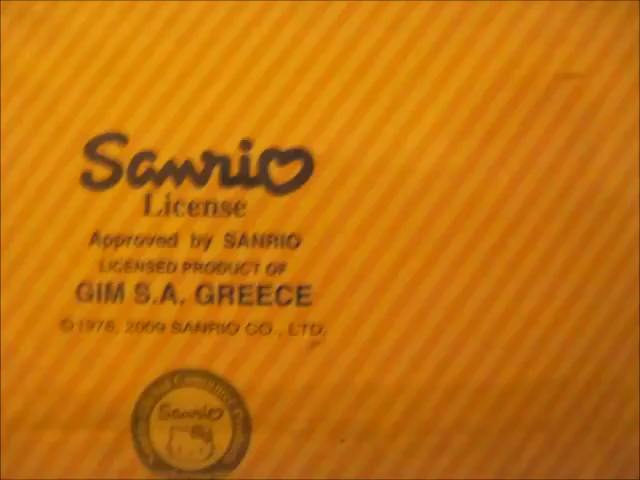 Sanrio
License
Approved by SANRIO
LICENSED PRODUCT OF
GIM S.A. GREECE
© 1976, 2009 SANRIO CO., LTD.
Sanrio